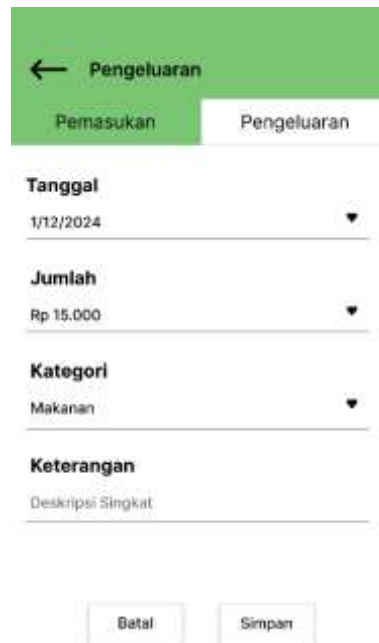 Pengeluaran
Pemasukan Pengeluaran
Tanggal
1/12/2024
Jumlah
Rp 15.000
Kategori
Makanan
Keterangan
Deskripsi Singkat
Batal Simpan